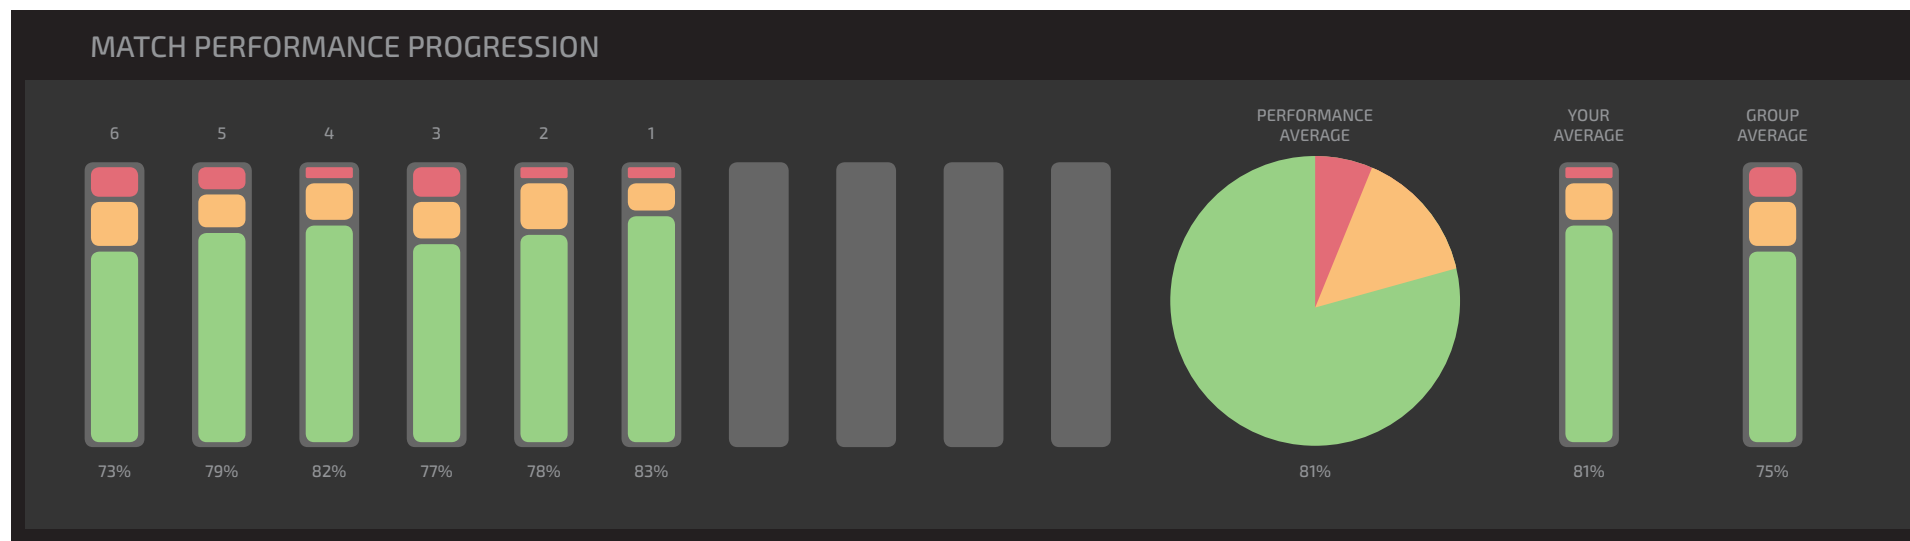 MATCH PERFORMANCE PROGRESSION
6 5 4 3 2 1
PERFORMANCE
AVERAGE
YOUR
AVERAGE
GROUP
AVERAGE
73% 79% 82% 77% 78% 83% 81% 81% 75%